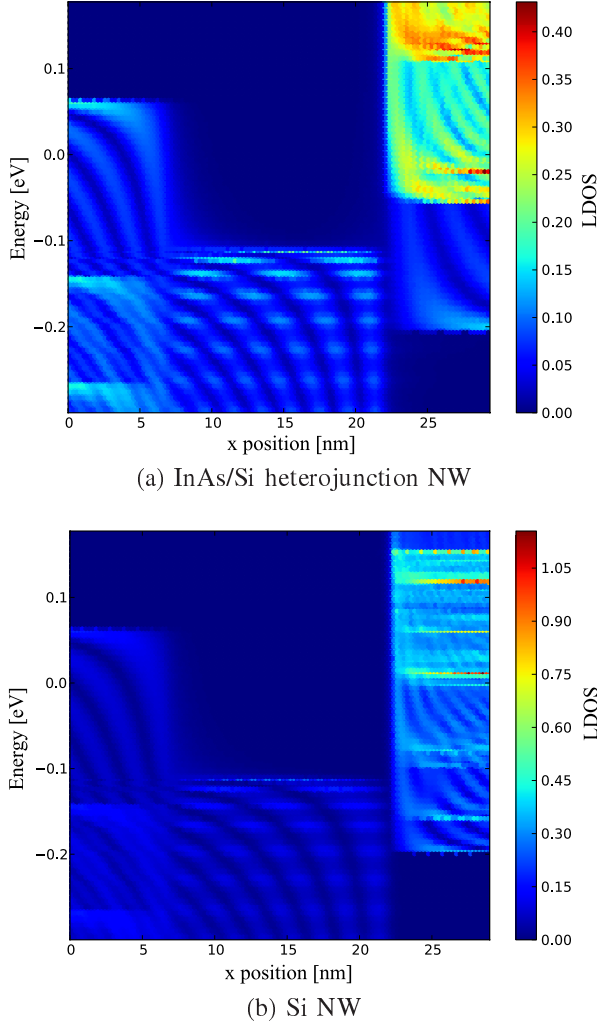 0.1
0.0
−0.1
−0.2
Energy [eV]
0 5 10 15 20 25
x position [nm]
0.40
0.35
0.30
0.25
0.20
0.15
0.10
0.05
0.00
LDOS
(a) InAs/Si heterojunction NW
0.1
0.0
−0.1
−0.2
Energy [eV]
0 5 10 15 20 25
x position [nm]
1.05
0.90
0.75
0.60
0.45
0.30
0.15
0.00
LDOS
(b) Si NW